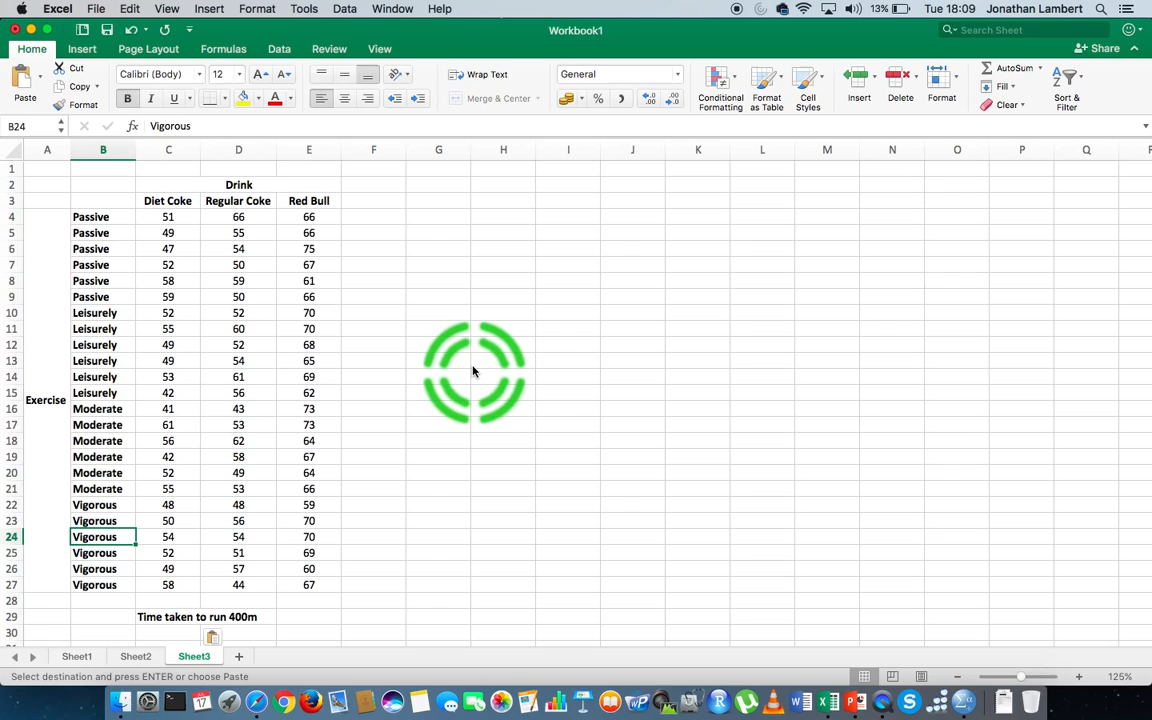 Excel File Edit View Insert Format Tools Data Window Help 13% Tue 18:09 Jonathan Lambert
Workbook1 Search Sheet
Home Insert Page Layout Formulas Data Review View Share
Paste Cut Copy Format Calibri (Body) 12 Wrap Text Merge & Center General Conditional Formatting Format as Table Cell Styles Insert Delete Format AutoSum Fill Clear Sort & Filter
B24 fx Vigorous
A B C D E F G H I J K L M N O P Q
1
2 Drink
3 Diet Coke Regular Coke Red Bull
4 Passive 51 66 66
5 Passive 49 55 66
6 Passive 47 54 75
7 Passive 52 50 67
8 Passive 58 59 61
9 Passive 59 50 66
10 Leisurely 52 52 70
11 Leisurely 55 60 70
12 Leisurely 49 52 68
13 Leisurely 49 54 65
14 Leisurely 53 61 69
15 Leisurely 42 56 62
Exercise
16 Moderate 41 43 73
17 Moderate 61 53 73
18 Moderate 56 62 64
19 Moderate 42 58 67
20 Moderate 52 49 64
21 Moderate 55 53 66
22 Vigorous 48 48 59
23 Vigorous 50 56 70
24 Vigorous 54 54 70
25 Vigorous 52 51 69
26 Vigorous 49 57 60
27 Vigorous 58 44 67
28
29 Time taken to run 400m
30
Sheet1 Sheet2 Sheet3
Select destination and press ENTER or choose Paste 125%